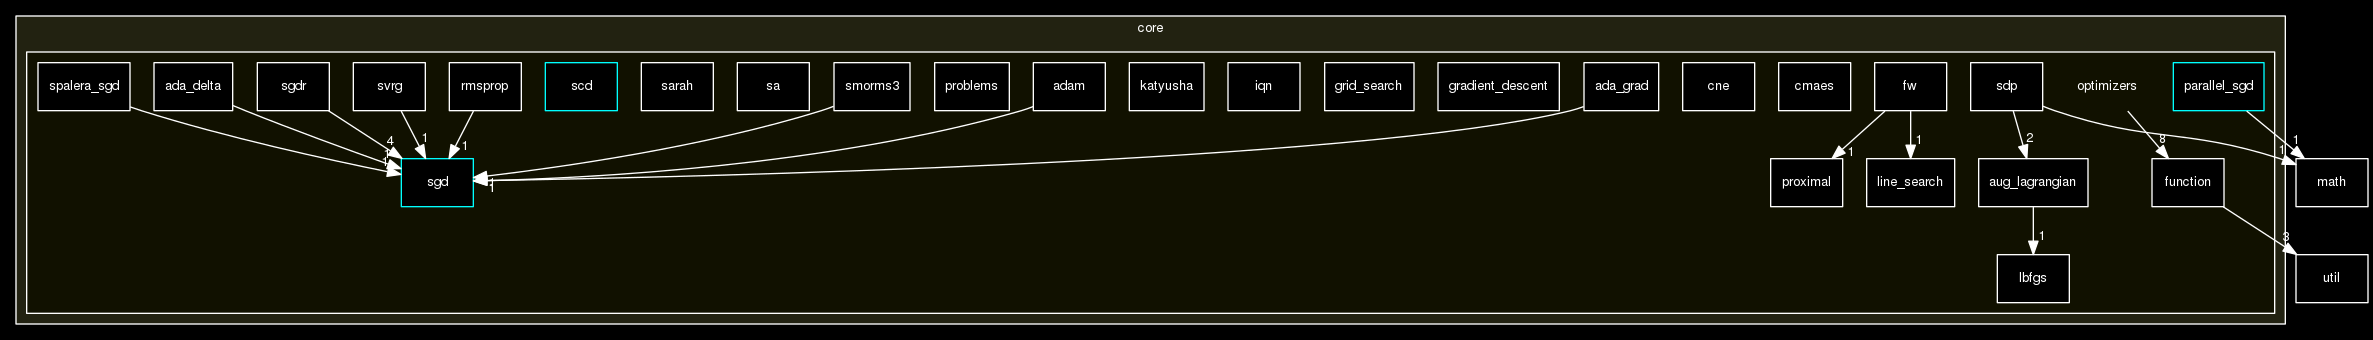 core
spalera_sgd
ada_delta
sgdr
svrg
rmsprop
scd
sarah
sa
smorms3
problems
adam
katyusha
iqn
grid_search
gradient_descent
ada_grad
cne
cmaes
fw
sdp
optimizers
parallel_sgd
4
1
1
1
1
1
2
8
1
1
1
1
1
sgd
proximal
line_search
aug_lagrangian
function
math
1
3
lbfgs
util